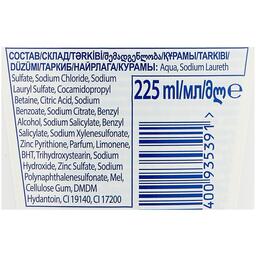 СОСТАВ/СКЛАД/ТӘРКІБІ/შემადგენლობა/ҚҰРАМЫ/TARKIBI/
DÜZÜMI/ТАРКИБ/НАЙРЛАГА/КУРАМЫ: Aqua, Sodium Laureth
Sulfate, Sodium Chloride, Sodium
Lauryl Sulfate, Cocamidopropyl
Betaine, Citric Acid, Sodium
Benzoate, Sodium Citrate, Benzyl
Alcohol, Sodium Salicylate, Benzyl
Salicylate, Sodium Xylenesulfonate,
Zinc Pyrithione, Parfum, Limonene,
BHT, Trihydroxystearin, Sodium
Hydroxide, Zinc Sulfate, Sodium
Polynaphthalenesulfonate, Mel,
Cellulose Gum, DMDM
Hydantoin, CI 19140, CI 17200
225 ml/мл/მლ℮
400935391